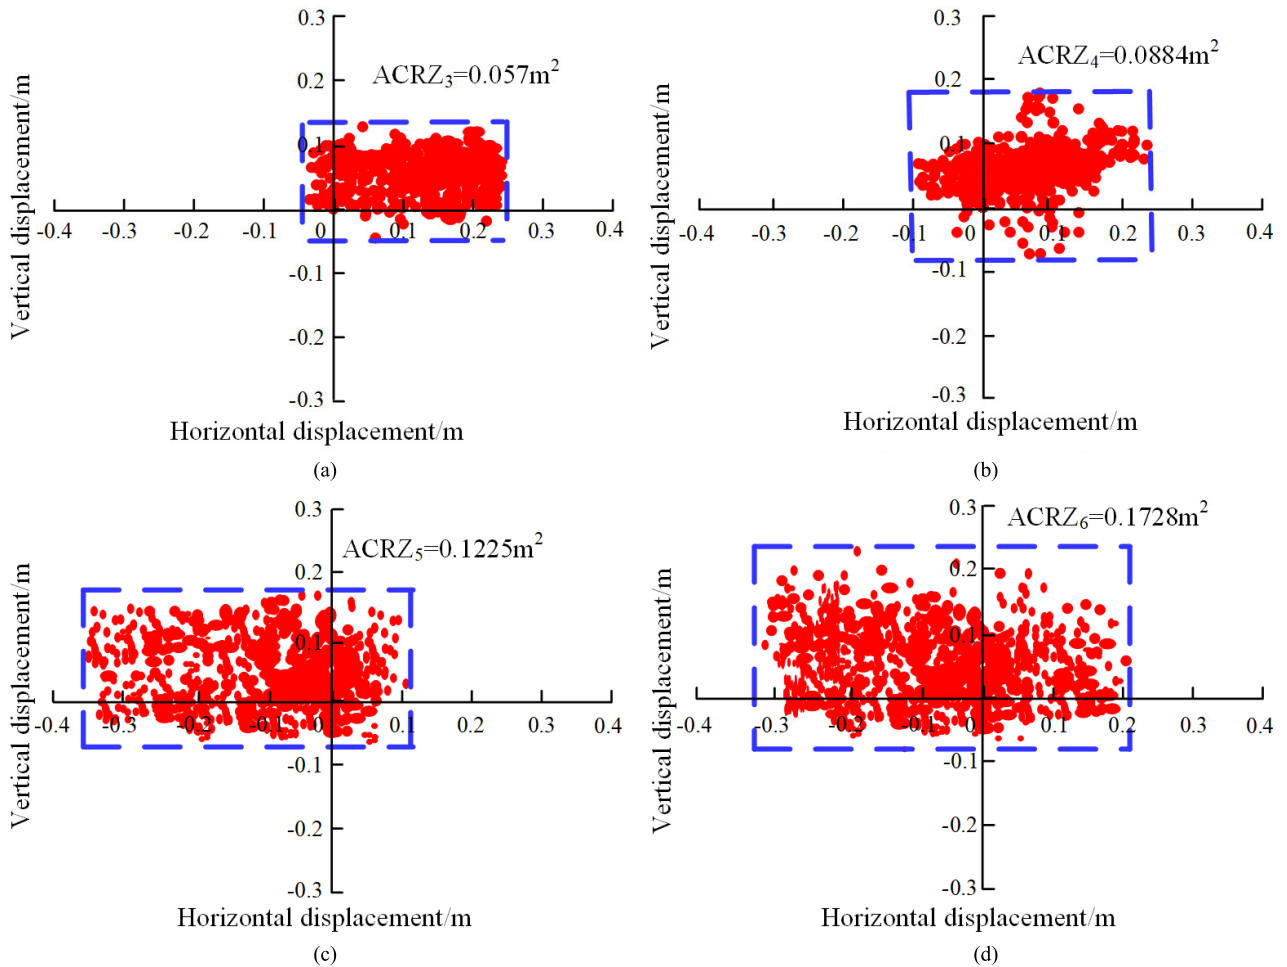 0.3
ACRZ3=0.057m2
0.2
0.1
-0.4 -0.3 -0.2 -0.1 0 0.1 0.2 0.3 0.4
-0.1
-0.2
-0.3
Vertical displacement/m
Horizontal displacement/m
(a)
0.3
ACRZ4=0.0884m2
0.2
0.1
-0.4 -0.3 -0.2 -0.1 0 0.1 0.2 0.3 0.4
-0.1
-0.2
-0.3
Vertical displacement/m
Horizontal displacement/m
(b)
0.3
ACRZ5=0.1225m2
0.2
0.1
-0.4 -0.3 -0.2 -0.1 0 0.1 0.2 0.3 0.4
-0.1
-0.2
-0.3
Vertical displacement/m
Horizontal displacement/m
(c)
0.3
ACRZ6=0.1728m2
0.2
0.1
-0.4 -0.3 -0.2 -0.1 0 0.1 0.2 0.3 0.4
-0.1
-0.2
-0.3
Vertical displacement/m
Horizontal displacement/m
(d)